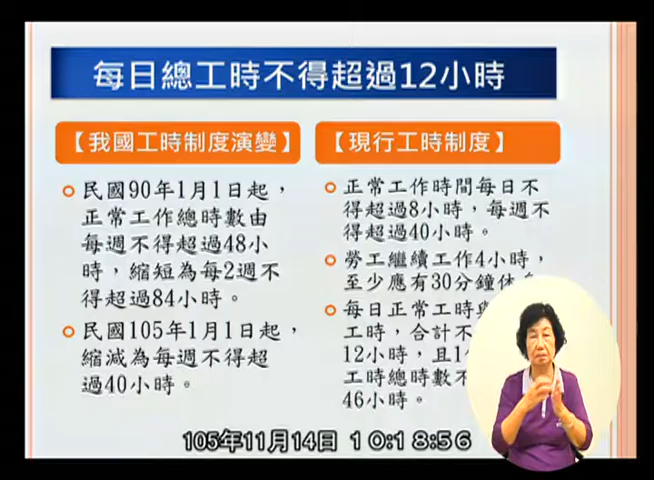 每日總工時不得超過12小時
【我國工時制度演變】
民國90年1月1日起，
正常工作總時數由
每週不得超過48小
時，縮短為每2週不
得超過84小時。
民國105年1月1日起，
縮減為每週不得超
過40小時。
【現行工時制度】
正常工作時間每日不
得超過8小時，每週不
得超過40小時。
勞工繼續工作4小時，
至少應有30分鐘休
每日正常工時與
工時，合計不
12小時，且1
工時總時數不
46小時。
105年11月14日 10:18:56